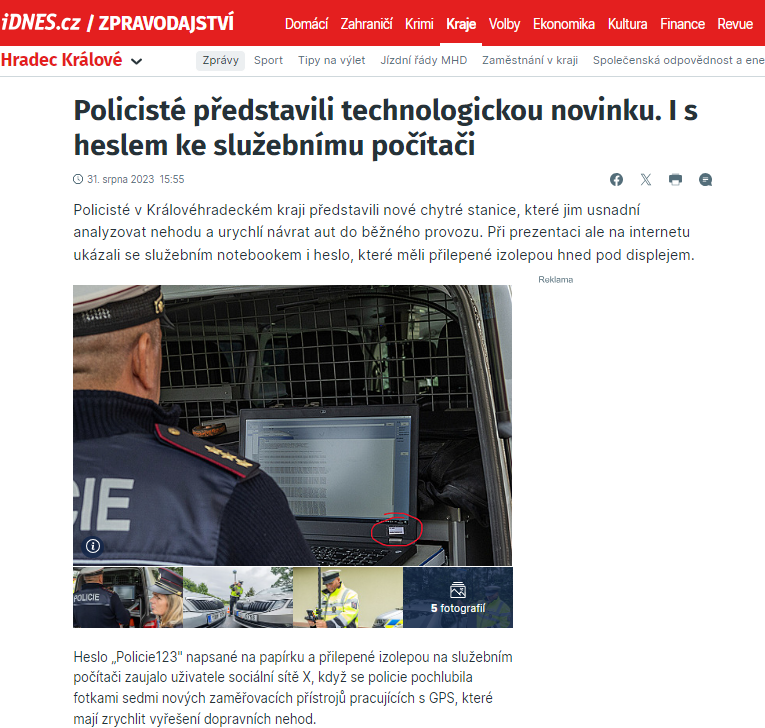 iDNES.cz / ZPRAVODAJSTVÍ
Domácí Zahraničí Krimi Kraje Volby Ekonomika Kultura Finance Revue
Hradec Králové
Zprávy Sport Tipy na výlet Jízdní řády MHD Zaměstnání v kraji Společenská odpovědnost a ene
Policisté představili technologickou novinku. I s
heslem ke služebnímu počítači
31. srpna 2023 15:55
Policisté v Královéhradeckém kraji představili nové chytré stanice, které jim usnadní
analyzovat nehodu a urychlí návrat aut do běžného provozu. Při prezentaci ale na internetu
ukázali se služebním notebookem i heslo, které měli přilepené izolepou hned pod displejem.
Reklama
CIE
POLICIE
5 fotografií
Heslo „Policie123" napsané na papírku a přilepené izolepou na služebním
počítači zaujalo uživatele sociální sítě X, když se policie pochlubila
fotkami sedmi nových zaměřovacích přístrojů pracujících s GPS, které
mají zrychlit vyřešení dopravních nehod.